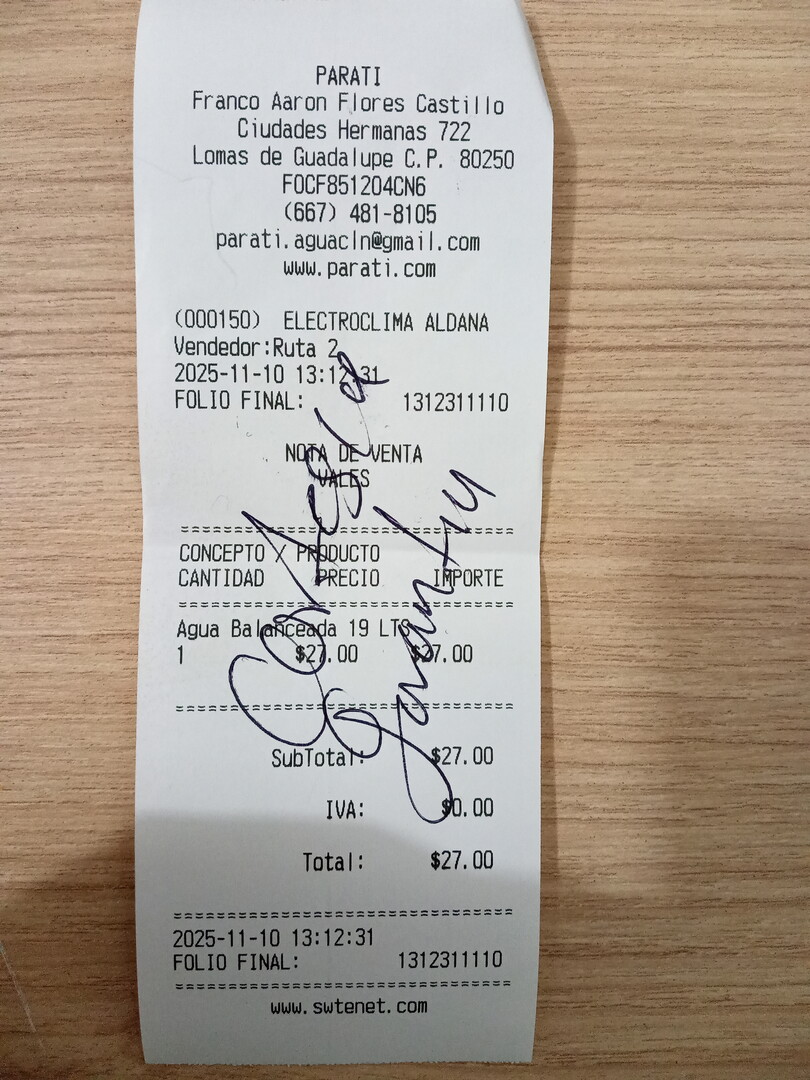 PARATI
Franco Aaron Flores Castillo
Ciudades Hermanas 722
Lomas de Guadalupe C.P. 80250
FOCF851204CN6
(667) 481-8105
parati.aguacln@gmail.com
www.parati.com
(000150) ELECTROCLIMA ALDANA
Vendedor:Ruta 2
2025-11-10 13:12:31
FOLIO FINAL: 1312311110
NOTA DE VENTA
VALES
CONCEPTO / PRODUCTO
CANTIDAD PRECIO IMPORTE
Agua Balanceada 19 LTS
1 $27.00 $27.00
SubTotal: $27.00
IVA: $0.00
Total: $27.00
2025-11-10 13:12:31
FOLIO FINAL: 1312311110
www.swtenet.com